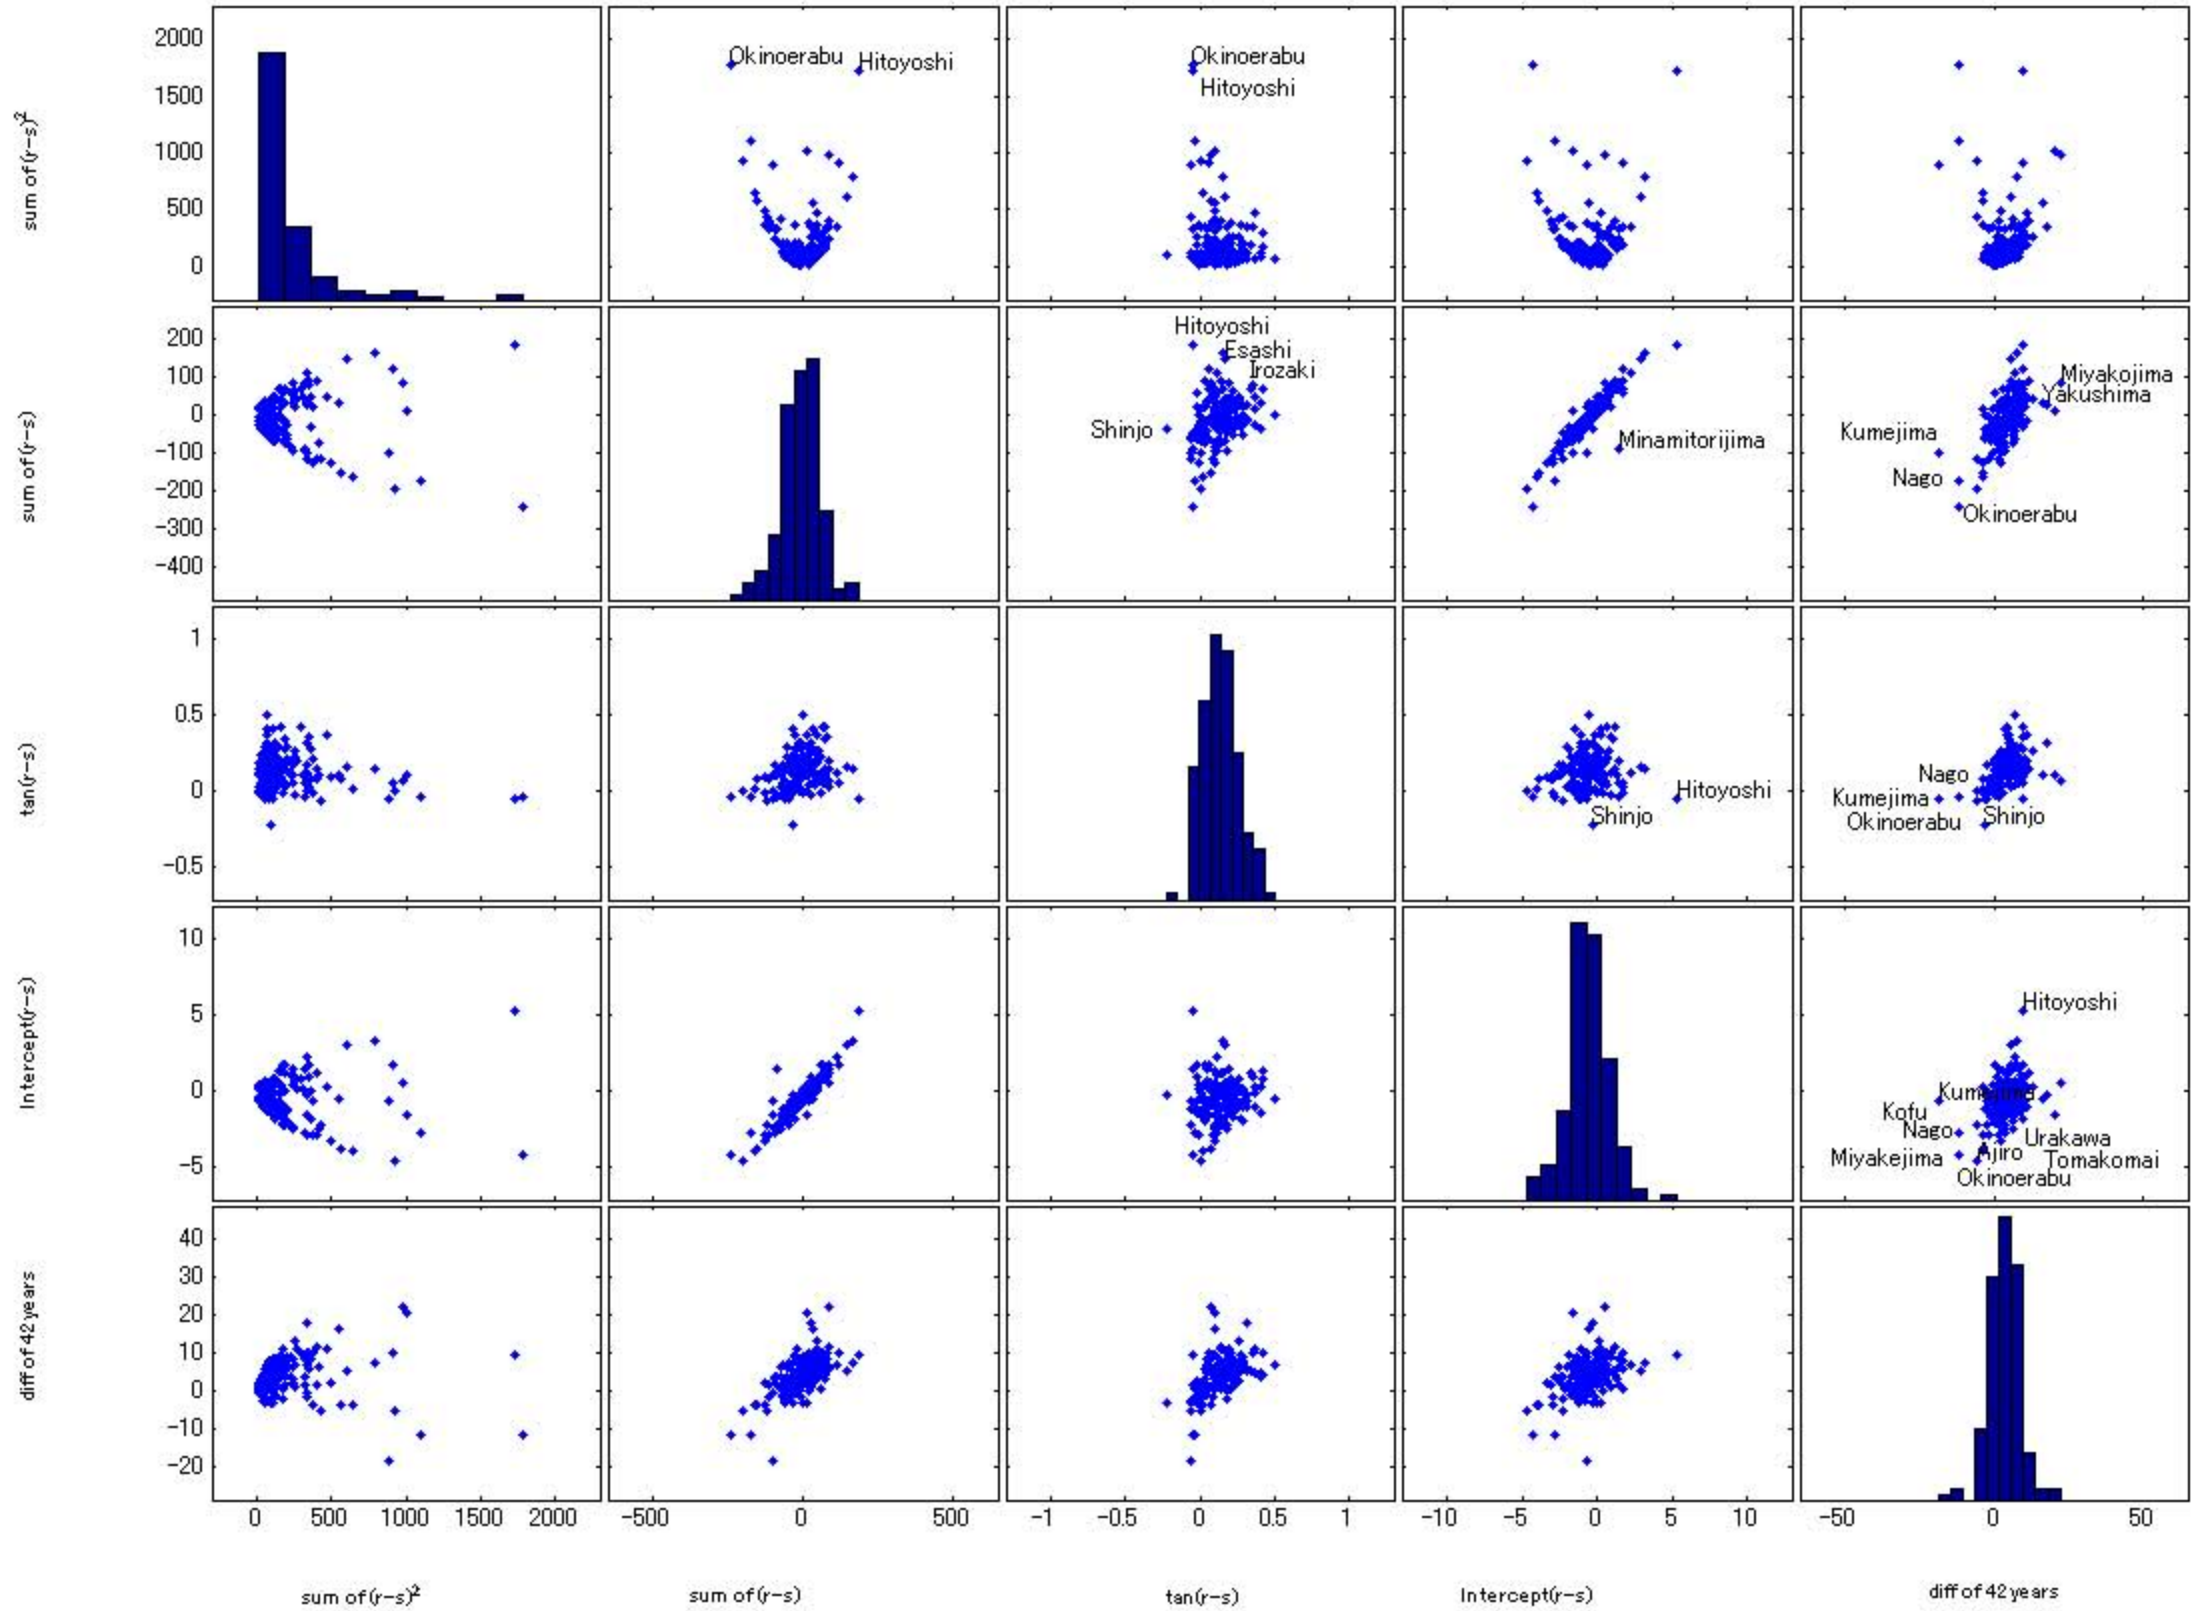 2000
1500
1000
500
0
sum of (r-s)²
Okinoerabu
Hitoyoshi
Okinoerabu
Hitoyoshi
200
100
0
-100
-200
-300
-400
sum of (r-s)
Hitoyoshi
Esashi
Irozaki
Shinjo
Minamitorijima
Miyakojima
Yakushima
Kumejima
Nago
Okinoerabu
1
0.5
0
-0.5
tan(r-s)
Hitoyoshi
Shinjo
Nago
Kumejima
Okinoerabu
Shinjo
10
5
0
-5
Intercept(r-s)
Hitoyoshi
Kumejima
Kofu
Nago
Urakawa
Miyakejima
Ajiro
Tomakomai
Okinoerabu
40
30
20
10
0
-10
-20
diff of 42 years
0 500 1000 1500 2000
-500 0 500
-1 -0.5 0 0.5 1
-10 -5 0 5 10
-50 0 50
sum of (r-s)²
sum of (r-s)
tan(r-s)
Intercept(r-s)
diff of 42 years